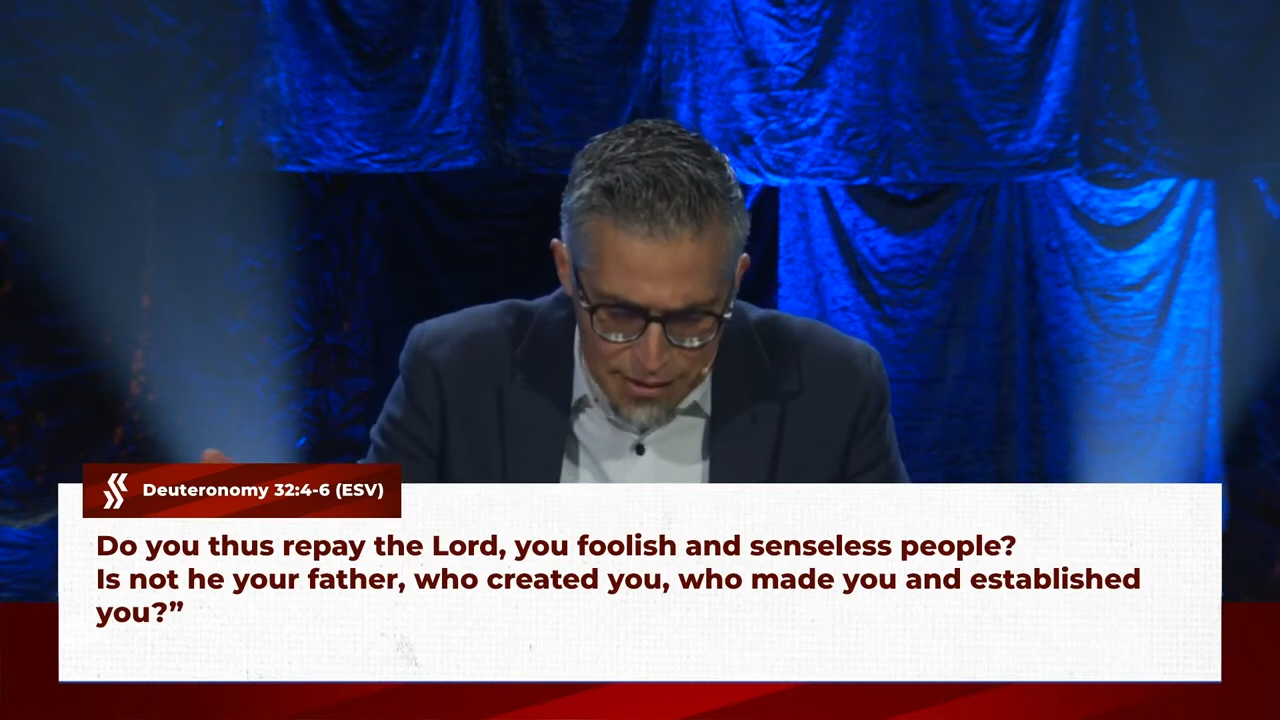 Deuteronomy 32:4-6 (ESV)
Do you thus repay the Lord, you foolish and senseless people?
Is not he your father, who created you, who made you and established
you?”